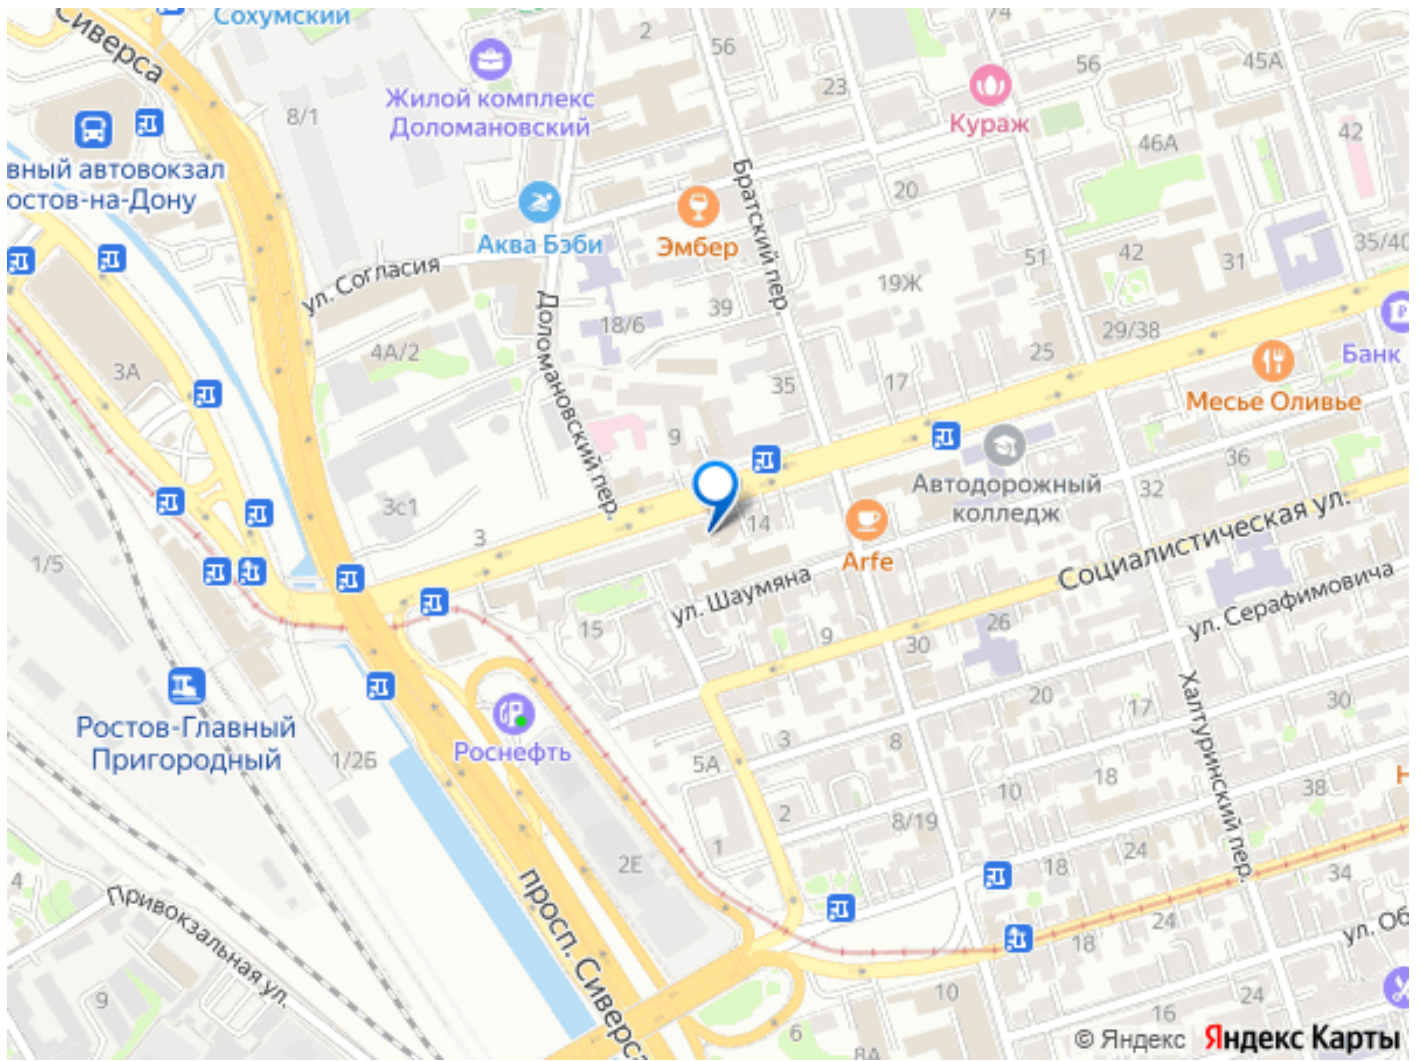 Сохумский
Сиверса
2
56
74
56
45А
Жилой комплекс
Доломановский
8/1
23
Кураж
42
46А
вный автовокзал
остов-на-Дону
Братский пер.
20
Аква Бэби
Эмбер
35/40
42
31
51
ул. Согласия
19Ж
39
18/6
29/38
Доломановский пер.
4А/2
25
Банк
3А
35
17
Месье Оливье
9
36
Автодорожный
колледж
32
3с1
14
Социалистическая ул.
3
Arfe
1/5
ул. Шаумяна
ул. Серафимовича
15
9
30
26
Ростов-Главный
Пригородный
20
17
30
Халтуринский пер.
Роснефть
1/2Б
3
8
5А
18
10
38
Н
2
8/19
1
24
2Е
18
34
4
Привокзальная ул.
просп. Сиверса
24
18
ул. Об
9
10
24
16
6
8А
© Яндекс Яндекс Карты